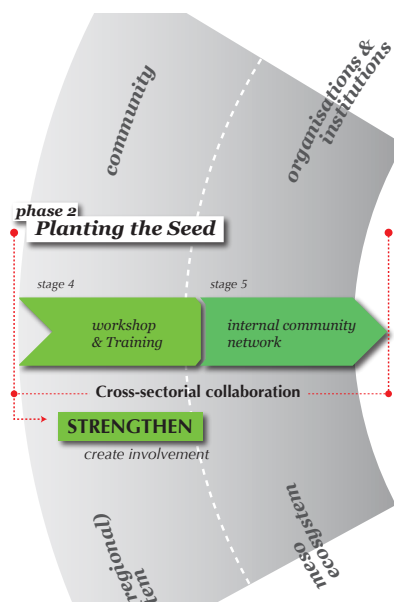 community
organisations &
institutions
phase 2
Planting the Seed
stage 4
stage 5
workshop
& Training
internal community
network
Cross-sectorial collaboration
STRENGTHEN
create involvement
regional)
meso
ecosystem